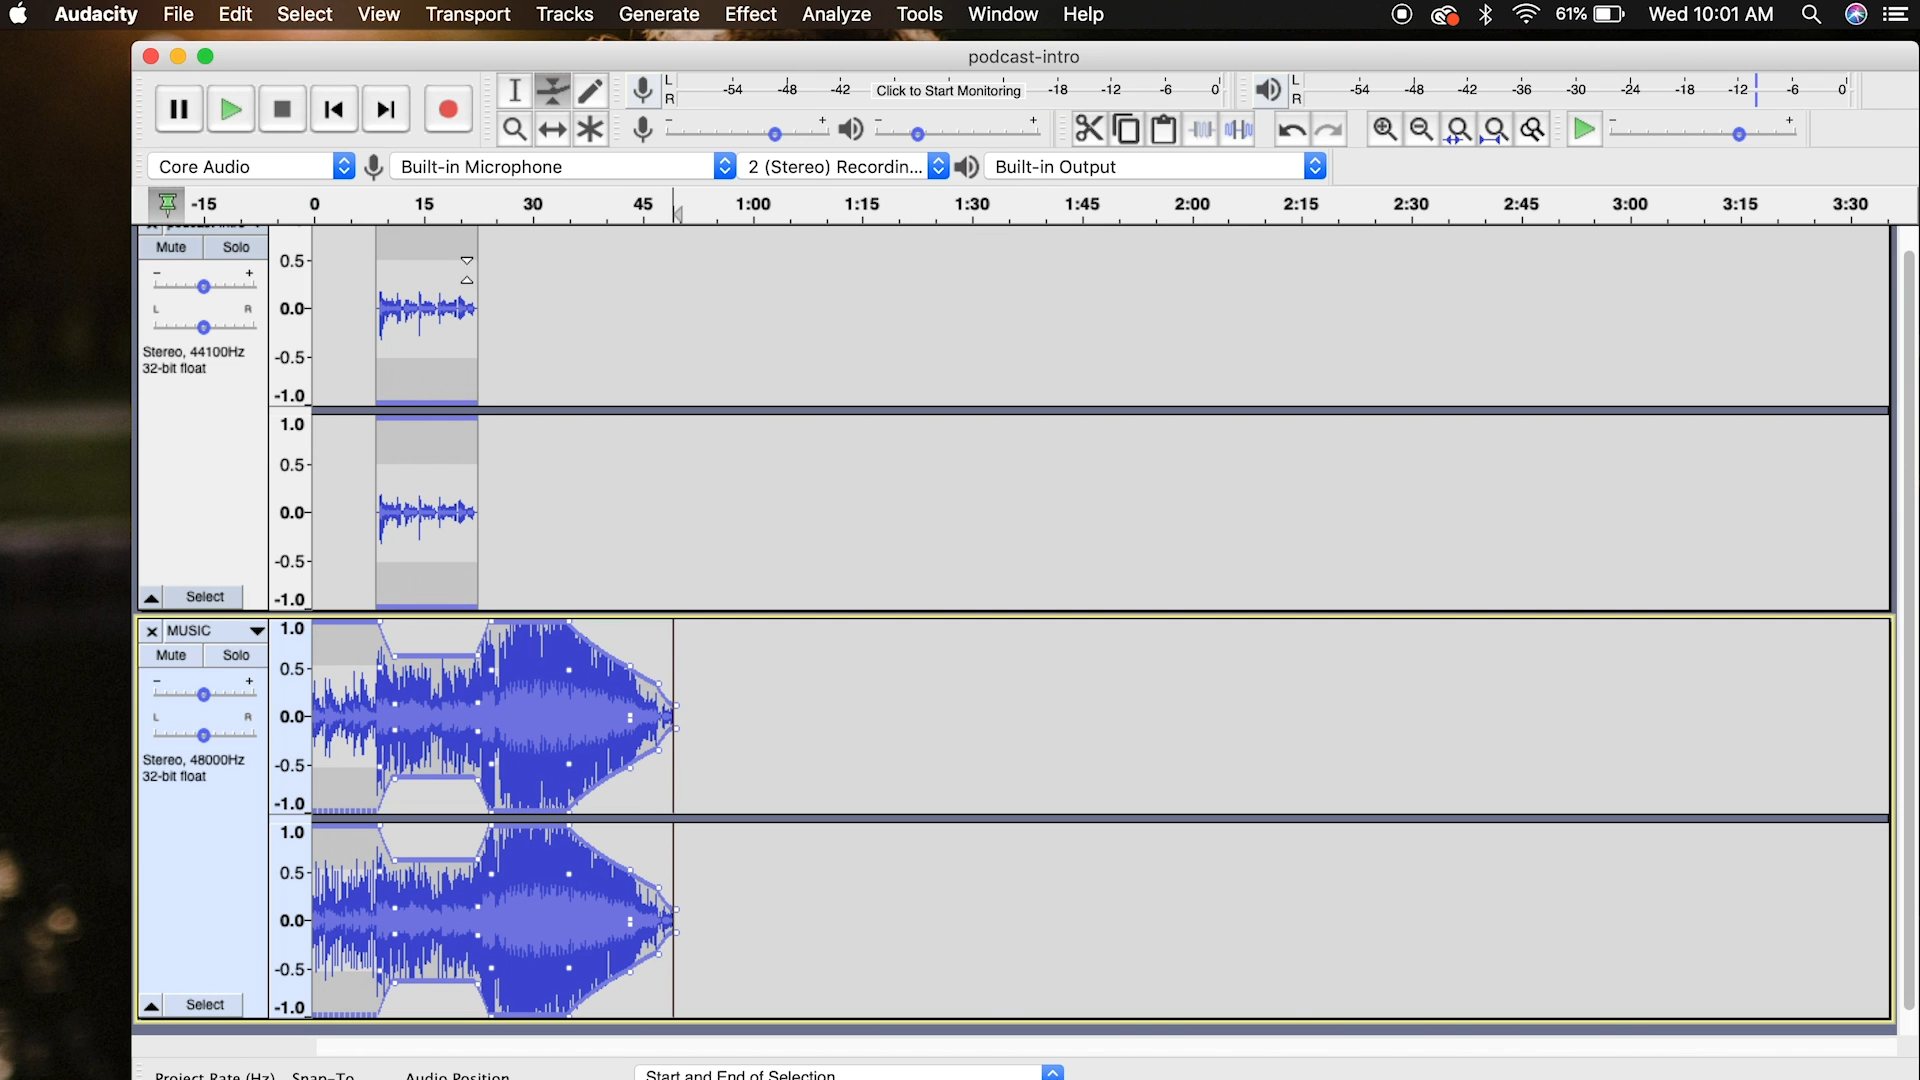 Audacity File Edit Select View Transport Tracks Generate Effect Analyze Tools Window Help 61% Wed 10:01 AM
podcast-intro
L R -54 -48 -42 Click to Start Monitoring -18 -12 -6 0 L R -54 -48 -42 -36 -30 -24 -18 -12 -6 0
Core Audio Built-in Microphone 2 (Stereo) Recordin... Built-in Output
-15 0 15 30 45 1:00 1:15 1:30 1:45 2:00 2:15 2:30 2:45 3:00 3:15 3:30
Mute Solo
L R
Stereo, 44100Hz
32-bit float
0.5
0.0
-0.5
-1.0
1.0
0.5
0.0
-0.5
-1.0
Select
MUSIC
Mute Solo
L R
Stereo, 48000Hz
32-bit float
1.0
0.5
0.0
-0.5
-1.0
1.0
0.5
0.0
-0.5
-1.0
Select
Project Rate (Hz) Snap-To Audio Position Start and End of Selection